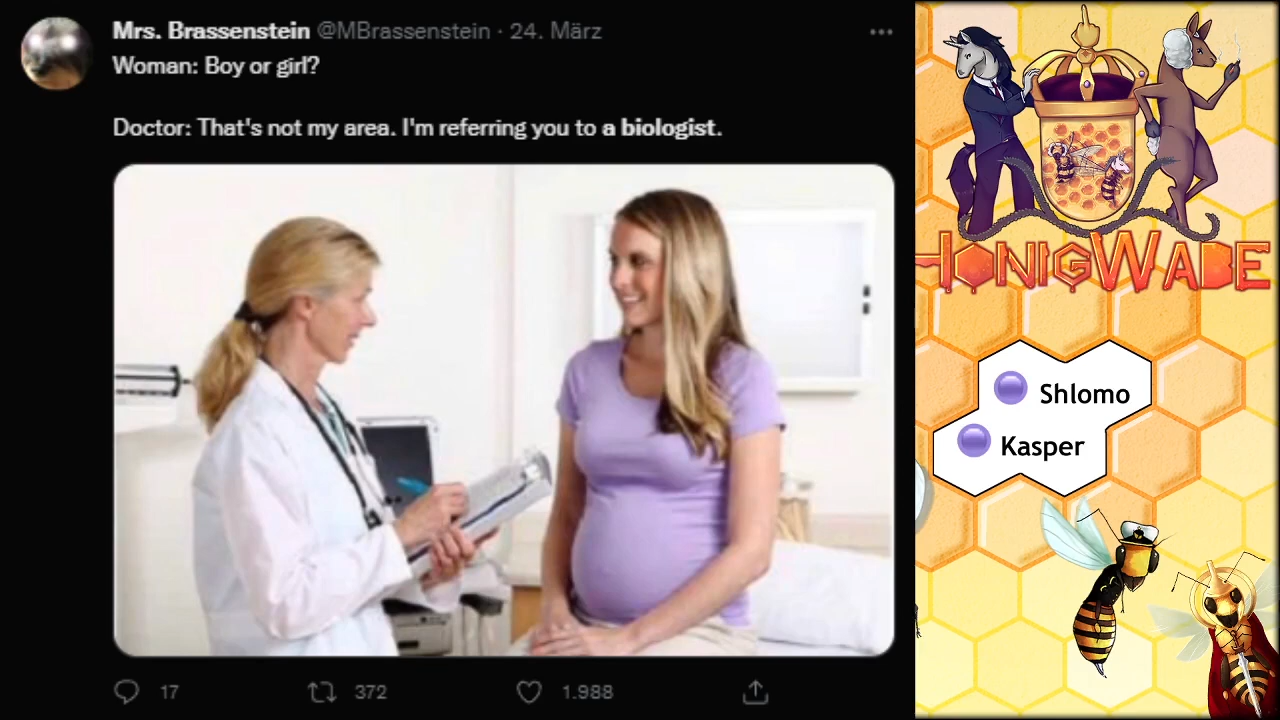 Mrs. Brassenstein @MBrassenstein · 24. März
Woman: Boy or girl?
Doctor: That's not my area. I'm referring you to a biologist.
17 372 1.988
HONIGWABE
Shlomo
Kasper